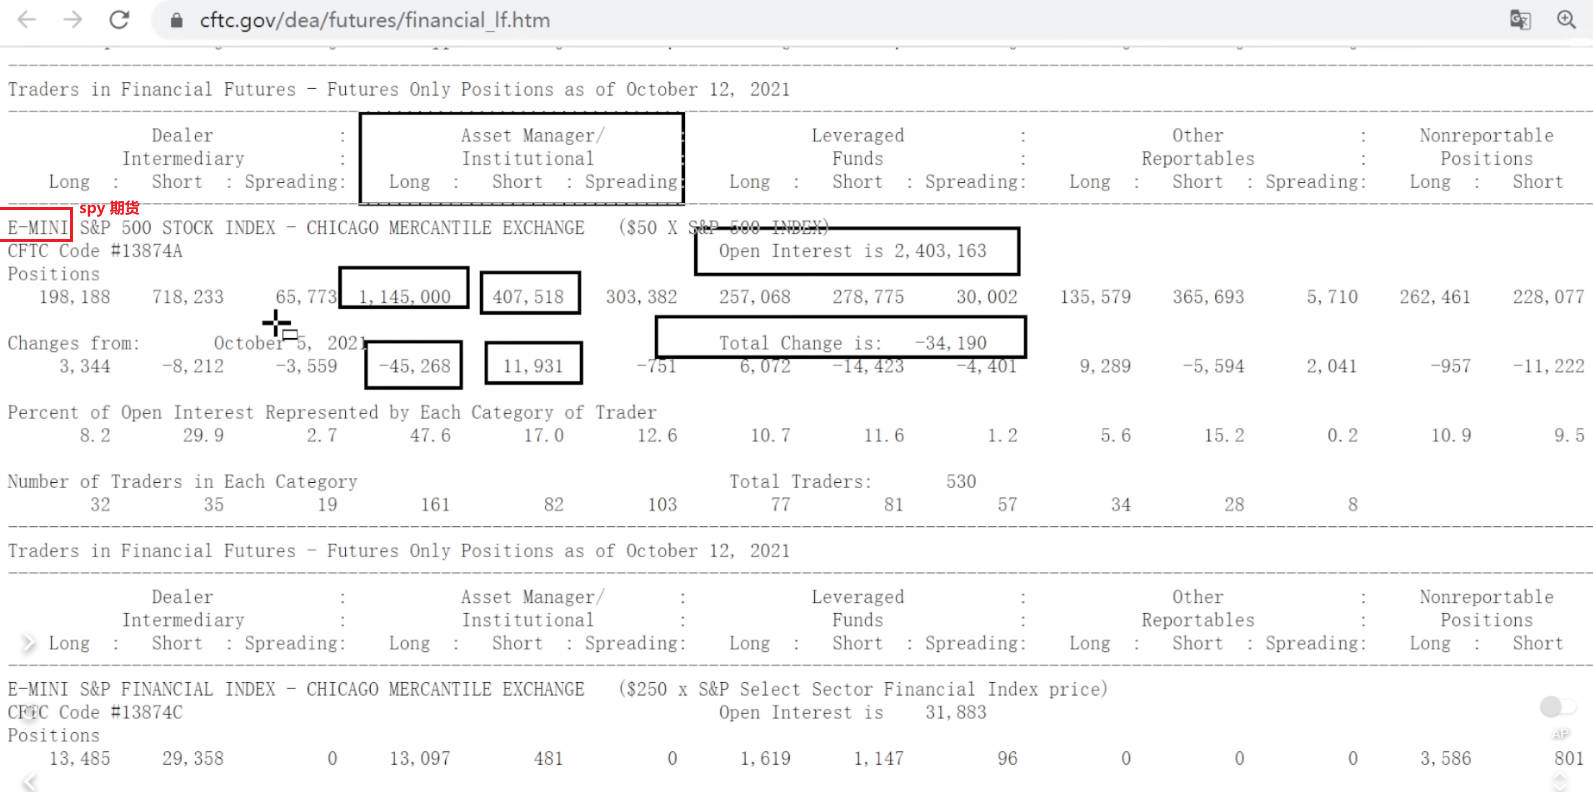 cftc.gov/dea/futures/financial_lf.htm
Traders in Financial Futures - Futures Only Positions as of October 12, 2021
Dealer : Asset Manager/ : Leveraged : Other : Nonreportable
Intermediary : Institutional : Funds : Reportables : Positions
Long : Short : Spreading: Long : Short : Spreading: Long : Short : Spreading: Long : Short : Spreading: Long : Short
spy 期货
E-MINI S&P 500 STOCK INDEX - CHICAGO MERCANTILE EXCHANGE ($50 X S&P 500 INDEX)
CFTC Code #13874A Open Interest is 2,403,163
Positions
198,188 718,233 65,773 1,145,000 407,518 303,382 257,068 278,775 30,002 135,579 365,693 5,710 262,461 228,077
Changes from: October 5, 2021 Total Change is: -34,190
3,344 -8,212 -3,559 -45,268 11,931 -751 6,072 -14,423 -4,401 9,289 -5,594 2,041 -957 -11,222
Percent of Open Interest Represented by Each Category of Trader
8.2 29.9 2.7 47.6 17.0 12.6 10.7 11.6 1.2 5.6 15.2 0.2 10.9 9.5
Number of Traders in Each Category Total Traders: 530
32 35 19 161 82 103 77 81 57 34 28 8
Traders in Financial Futures - Futures Only Positions as of October 12, 2021
Dealer : Asset Manager/ : Leveraged : Other : Nonreportable
Intermediary : Institutional : Funds : Reportables : Positions
Long : Short : Spreading: Long : Short : Spreading: Long : Short : Spreading: Long : Short : Spreading: Long : Short
E-MINI S&P FINANCIAL INDEX - CHICAGO MERCANTILE EXCHANGE ($250 x S&P Select Sector Financial Index price)
CFTC Code #13874C Open Interest is 31,883
Positions
AP
13,485 29,358 0 13,097 481 0 1,619 1,147 96 0 0 0 3,586 801